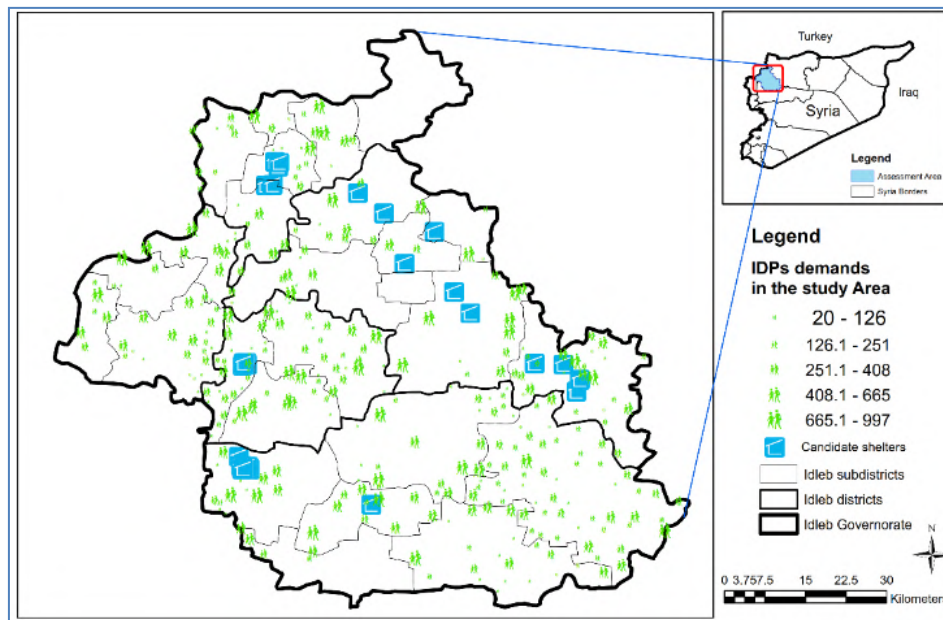 Turkey
Iraq
Syria
Legend
Assessment Area
Syria Borders
Legend
IDPs demands
in the study Area
20 - 126
126.1 - 251
251.1 - 408
408.1 - 665
665.1 - 997
Candidate shelters
Idleb subdistricts
Idleb districts
Idleb Governorate
N
0 3.757.5 15 22.5 30
Kilometers